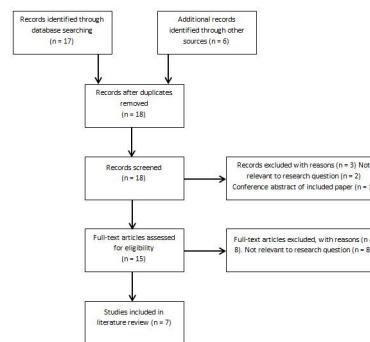 Records identified through
database searching
(n = 17)
Additional records
identified through other
sources (n = 6)
Records after duplicates
removed
(n = 18)
Records screened
(n = 18)
Records excluded with reasons (n = 3) Not
relevant to research question (n = 2)
Conference abstract of included paper (n =
Full-text articles assessed
for eligibility
(n = 15)
Full-text articles excluded, with reasons (n
8). Not relevant to research question (n = 8
Studies included in
literature review (n = 7)